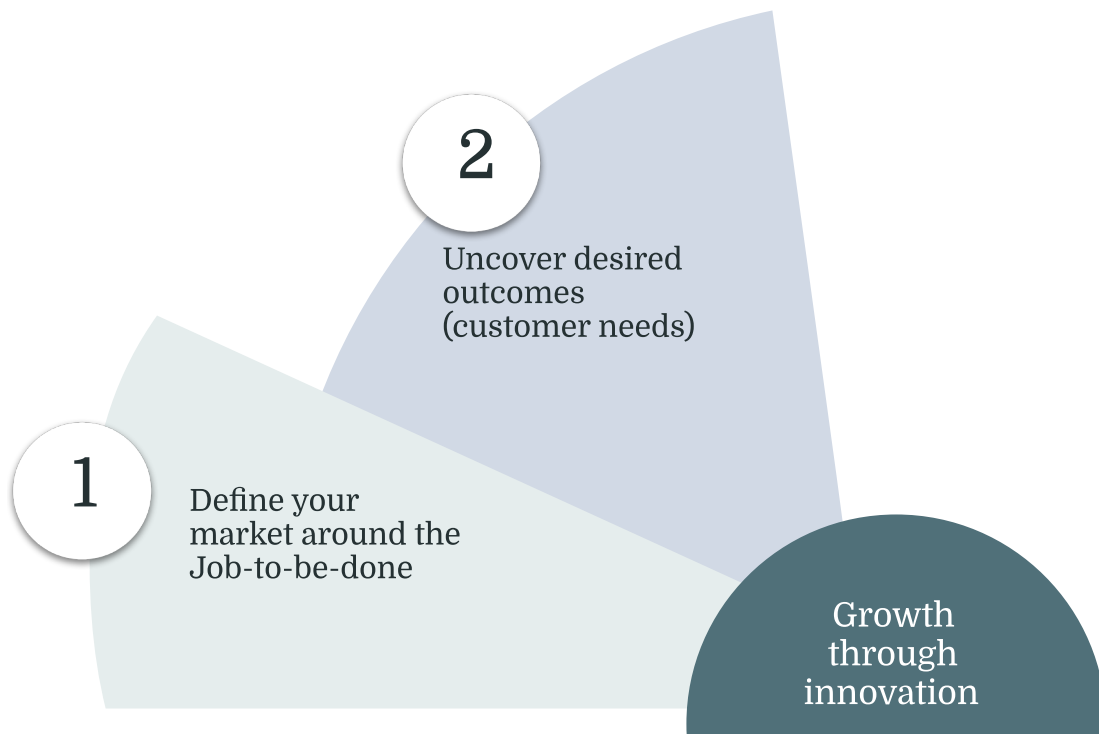 1
Define your
market around the
Job-to-be-done
2
Uncover desired
outcomes
(customer needs)
Growth
through
innovation